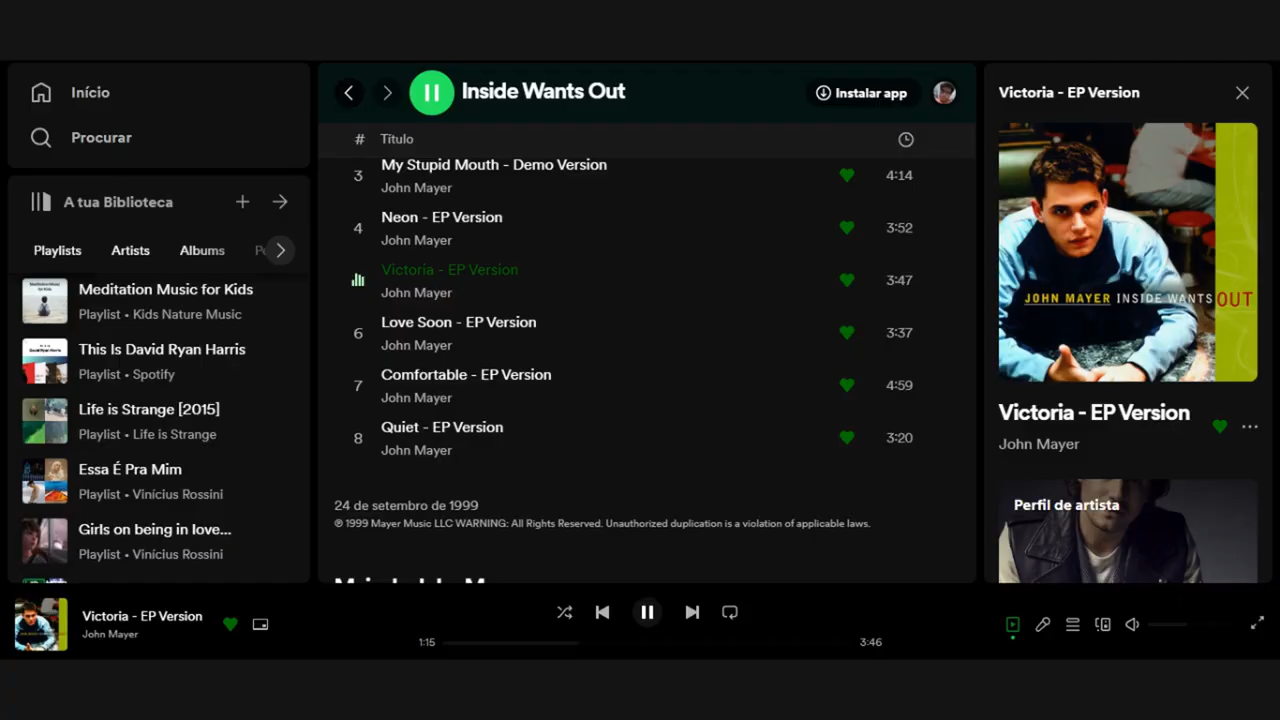 Início
Procurar
A tua Biblioteca
Playlists Artists Albums
Meditation Music for Kids
Playlist • Kids Nature Music
This Is David Ryan Harris
Playlist • Spotify
Life is Strange [2015]
Playlist • Life is Strange
Essa É Pra Mim
Playlist • Vinícius Rossini
Girls on being in love...
Playlist • Vinícius Rossini
Inside Wants Out
Instalar app
# Título
3 My Stupid Mouth - Demo Version 4:14
John Mayer
4 Neon - EP Version 3:52
John Mayer
Victoria - EP Version 3:47
John Mayer
6 Love Soon - EP Version 3:37
John Mayer
7 Comfortable - EP Version 4:59
John Mayer
8 Quiet - EP Version 3:20
John Mayer
24 de setembro de 1999
℗ 1999 Mayer Music LLC WARNING: All Rights Reserved. Unauthorized duplication is a violation of applicable laws.
Victoria - EP Version
JOHN MAYER INSIDE WANTS OUT
Victoria - EP Version
John Mayer
Perfil de artista
Victoria - EP Version
John Mayer
1:15 3:46